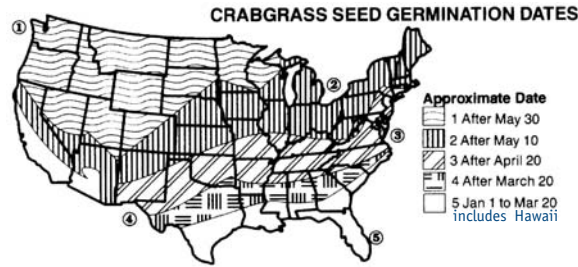 CRABGRASS SEED GERMINATION DATES
①
②
③
④
⑤
Approximate Date
1 After May 30
2 After May 10
3 After April 20
4 After March 20
5 Jan 1 to Mar 20
includes Hawaii